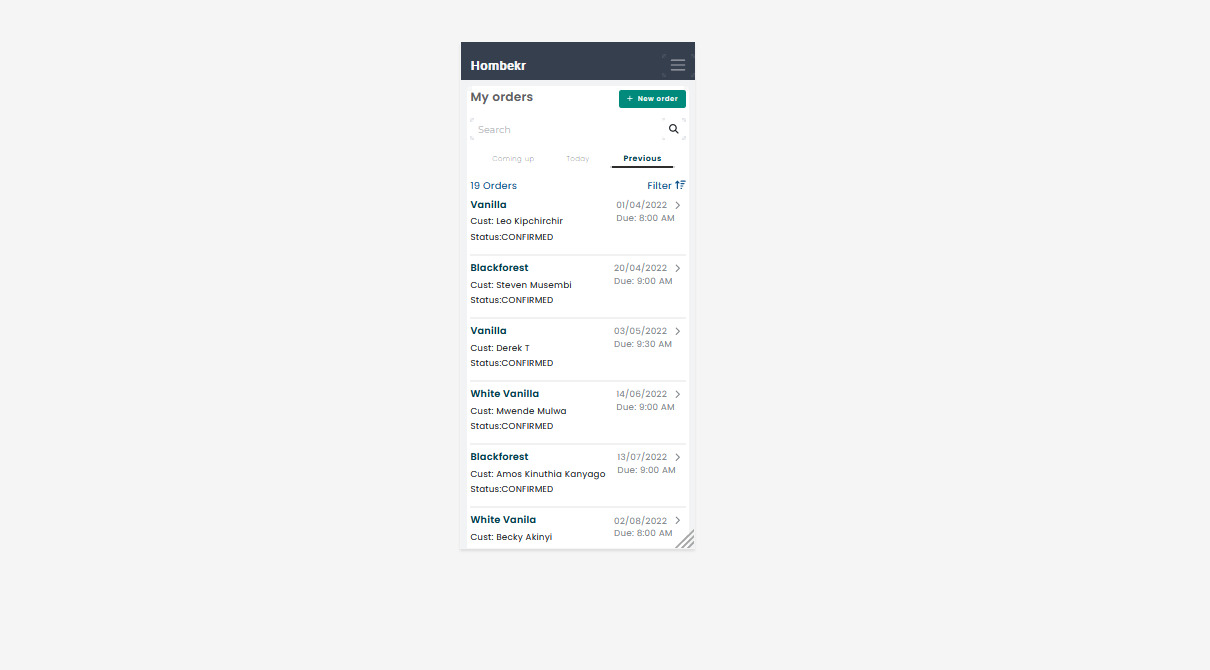 Hombekr
My orders
+ New order
Search
Coming up Today Previous
19 Orders Filter
Vanilla 01/04/2022
Cust: Leo Kipchirchir Due: 8:00 AM
Status:CONFIRMED
Blackforest 20/04/2022
Cust: Steven Musembi Due: 9:00 AM
Status:CONFIRMED
Vanilla 03/05/2022
Cust: Derek T Due: 9:30 AM
Status:CONFIRMED
White Vanilla 14/06/2022
Cust: Mwende Mulwa Due: 9:00 AM
Status:CONFIRMED
Blackforest 13/07/2022
Cust: Amos Kinuthia Kanyago Due: 9:00 AM
Status:CONFIRMED
White Vanila 02/08/2022
Cust: Becky Akinyi Due: 8:00 AM